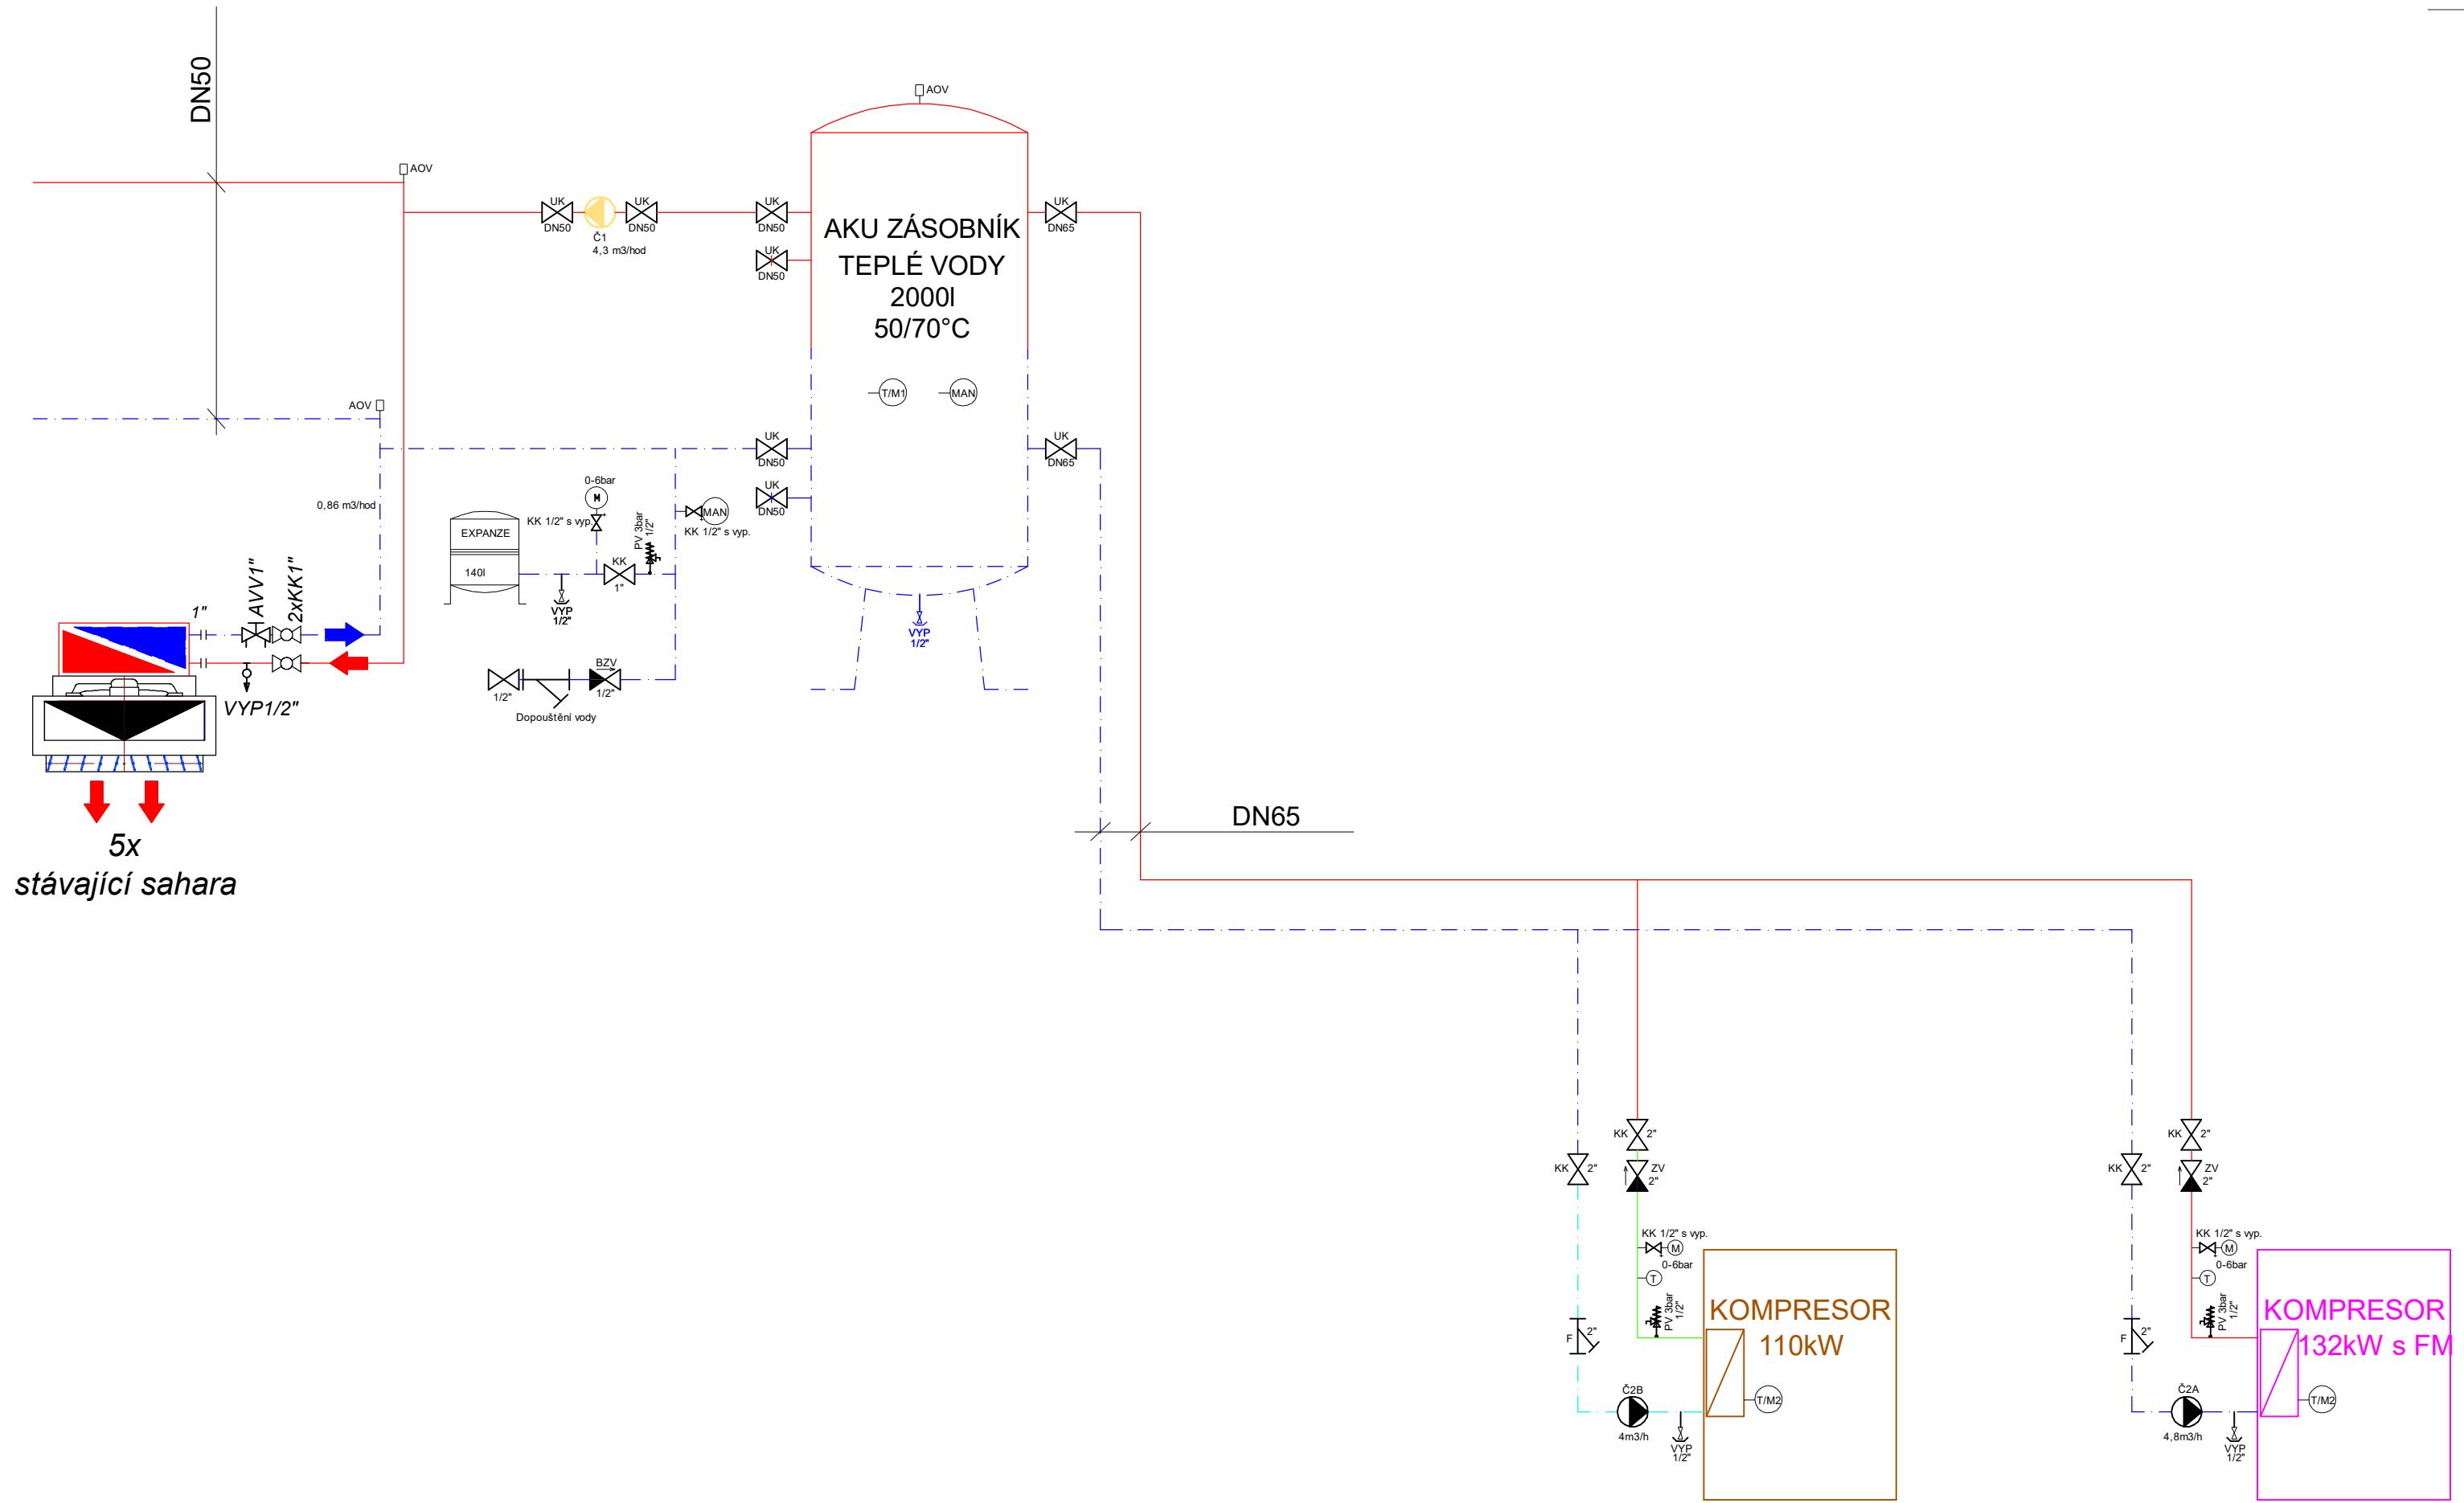 DN50
AOV
AOV
UK
DN50
Č1
4,3 m3/hod
UK
DN50
UK
DN50
UK
DN50
UK
DN65
AKU ZÁSOBNÍK
TEPLÉ VODY
2000l
50/70°C
T/M1
MAN
AOV
0,86 m3/hod
UK
DN50
UK
DN50
UK
DN65
0-6bar
M
KK 1/2" s vyp.
PV 3bar
1/2"
MAN
KK 1/2" s vyp.
EXPANZE
140l
KK
1"
VYP
1/2"
VYP
1/2"
BZV
1/2"
1/2"
Dopouštění vody
1"
AVV1"
2xKK1"
VYP1/2"
5x
stávající sahara
DN65
KK 2"
KK 2"
ZV
2"
KK 1/2" s vyp.
M
0-6bar
T
PV 3bar
1/2"
F 2"
KOMPRESOR
110kW
Č2B
4m3/h
VYP
1/2"
T/M2
KK 2"
KK 2"
ZV
2"
KK 1/2" s vyp.
M
0-6bar
T
PV 3bar
1/2"
F 2"
KOMPRESOR
132kW s FM
Č2A
4,8m3/h
VYP
1/2"
T/M2